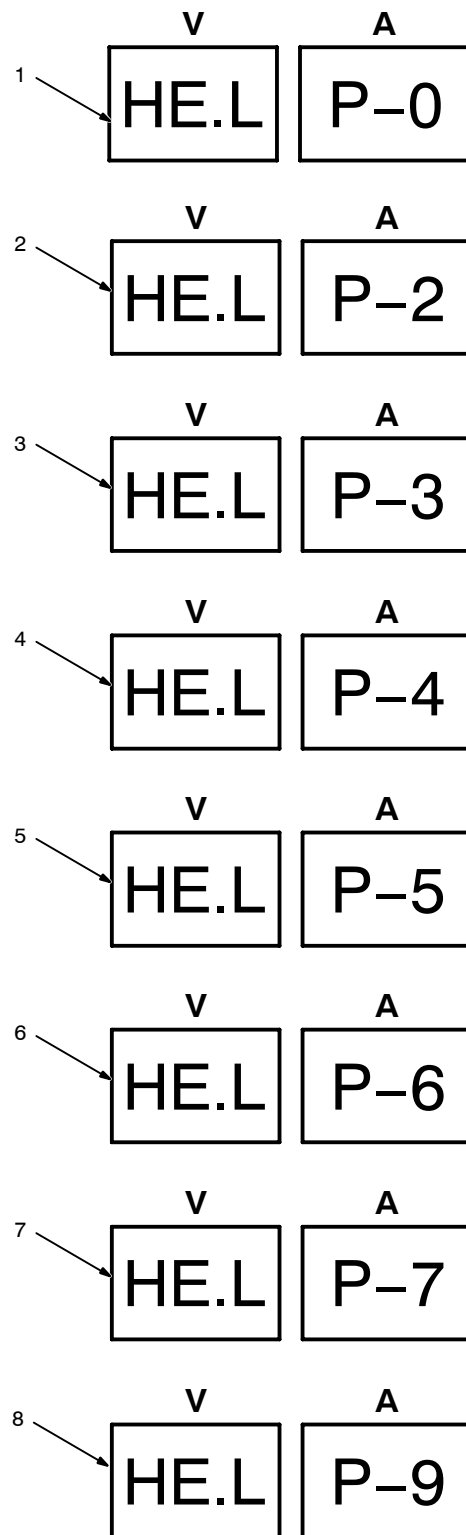 V A
1 HE.L P–0
V A
2 HE.L P–2
V A
3 HE.L P–3
V A
4 HE.L P–4
V A
5 HE.L P–5
V A
6 HE.L P–6
V A
7 HE.L P–7
V A
8 HE.L P–9